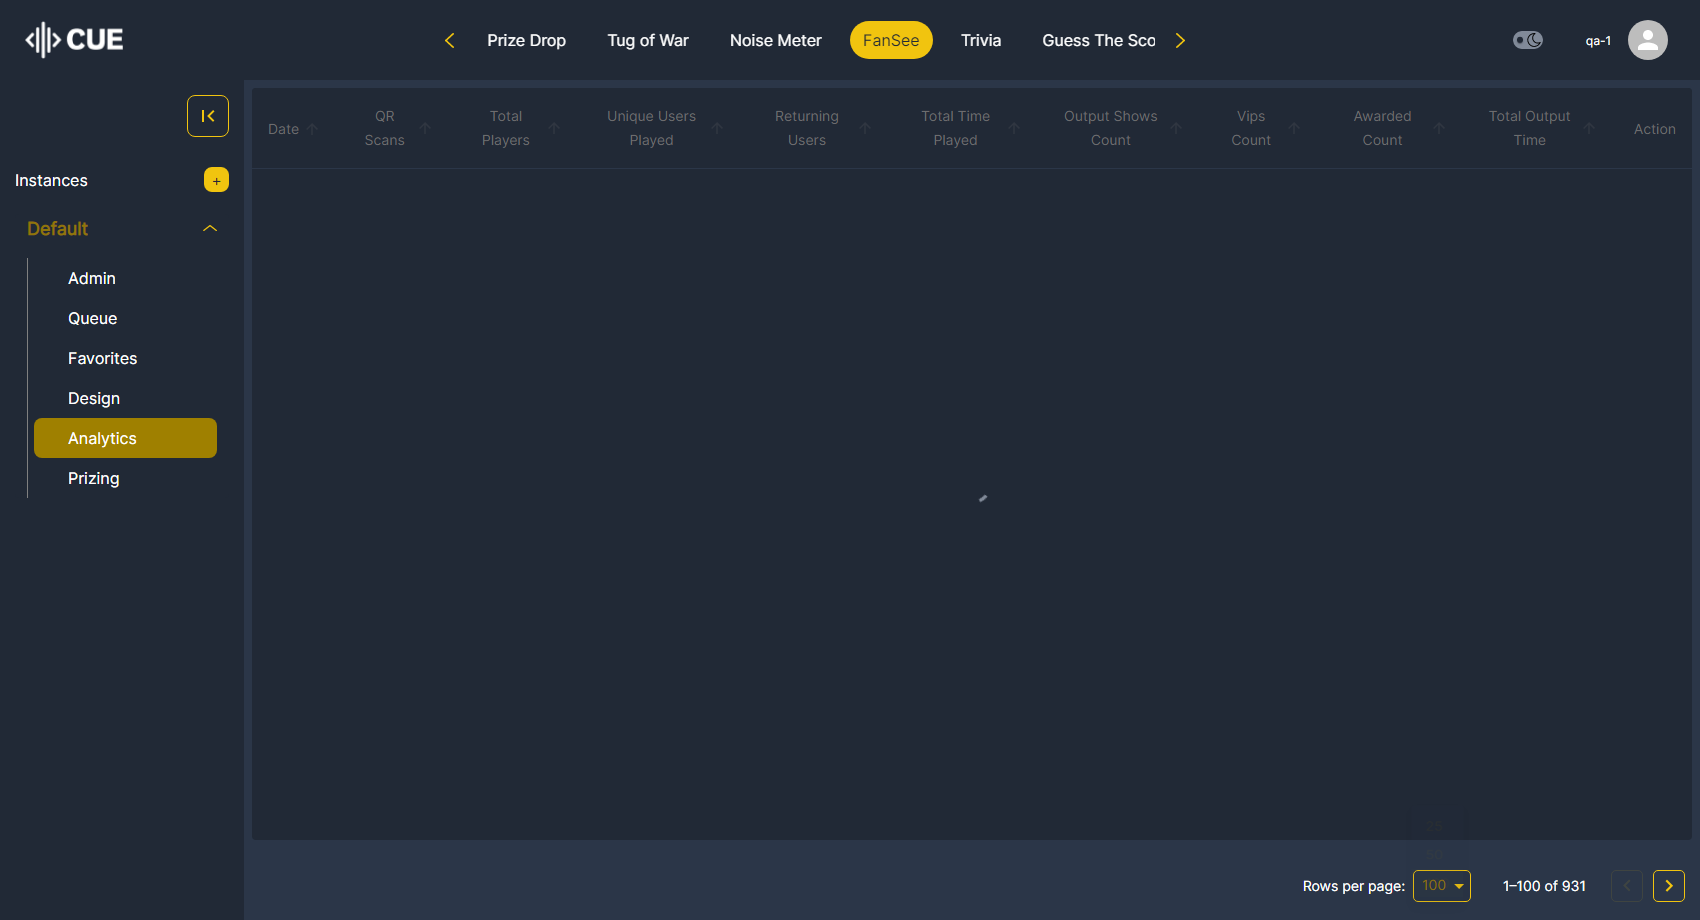 CUE
Prize Drop
Tug of War
Noise Meter
FanSee
Trivia
Guess The Sco
qa-1
Instances
+
Default
Admin
Queue
Favorites
Design
Analytics
Prizing
Date
QR
Scans
Total
Players
Unique Users
Played
Returning
Users
Total Time
Played
Output Shows
Count
Vips
Count
Awarded
Count
Total Output
Time
Action
Rows per page:
100
1–100 of 931